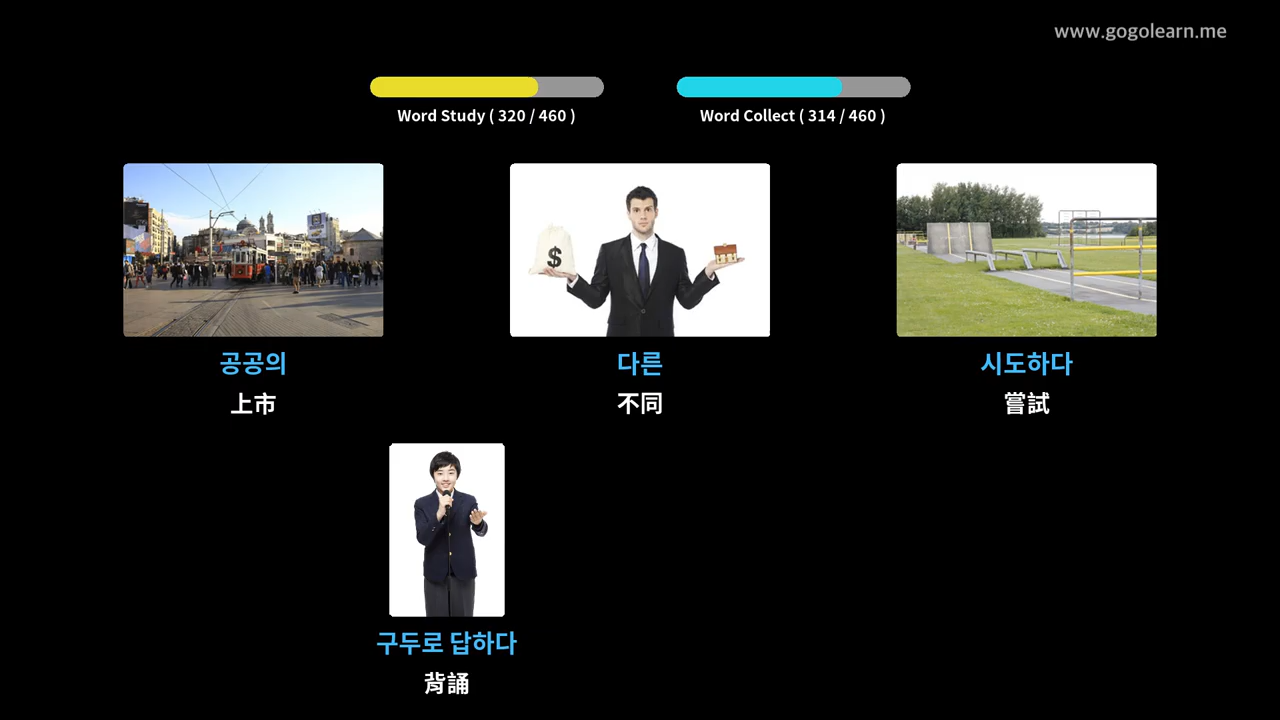 www.gogolearn.me
Word Study ( 320 / 460 )
Word Collect ( 314 / 460 )
$
공공의
上市
다른
不同
시도하다
嘗試
구두로 답하다
背誦